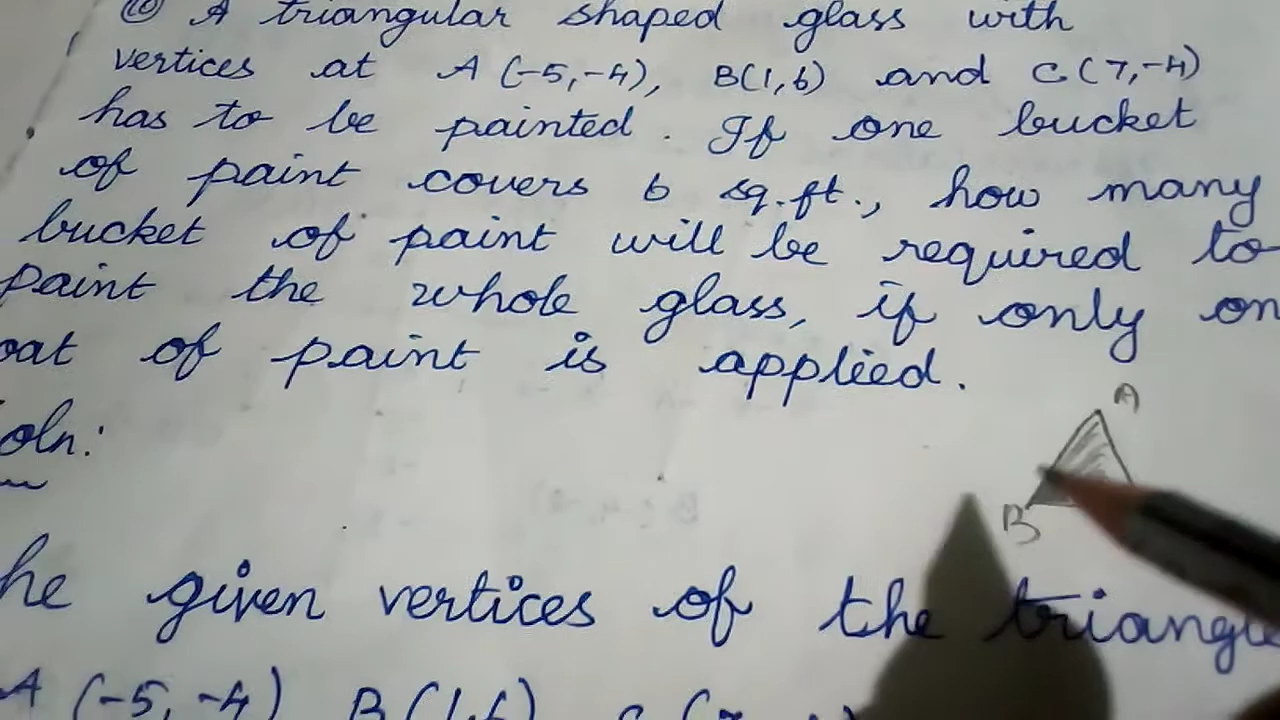 A triangular shaped glass with
vertices at A(-5,-4), B(1,6) and C(7,-4)
has to be painted. If one bucket
of paint covers 6 sq.ft., how many
bucket of paint will be required to
paint the whole glass, if only on
oat of paint is applied.
oln:
A
B
he given vertices of the triangle
A (-5, -4) B(1,6)